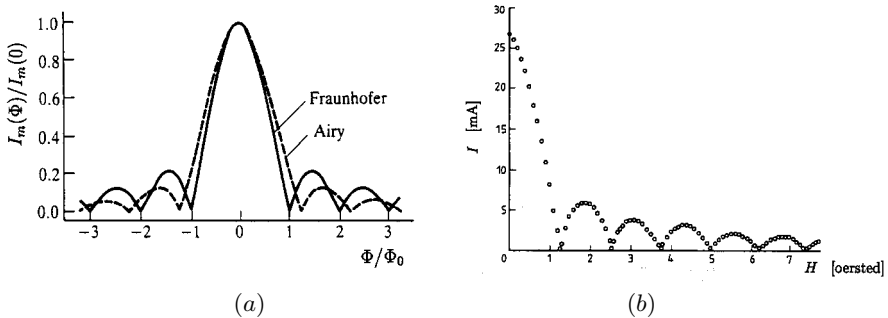 I_m(Φ)/I_m(0)
1.0
0.8
0.6
0.4
0.2
0.0
Fraunhofer
Airy
−3 −2 −1 0 1 2 3
Φ/Φ₀
(a)
I [mA]
30
25
20
15
10
5
0 1 2 3 4 5 6 7
H [oersted]
(b)